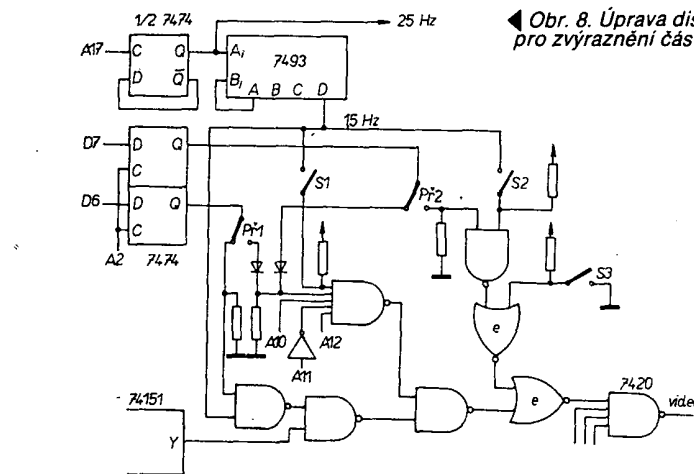 ◀ Obr. 8. Úprava dis
pro zvýraznění čás
1/2 7474
25 Hz
A17
C Q
D Q̅
Ai
7493
Bi
A B C D
15 Hz
D7
D Q
C
D6
D Q
C
A2
7474
S1
S2
Př2
Př1
S3
A10
A12
A11
e
e
74151
Y
7420
video